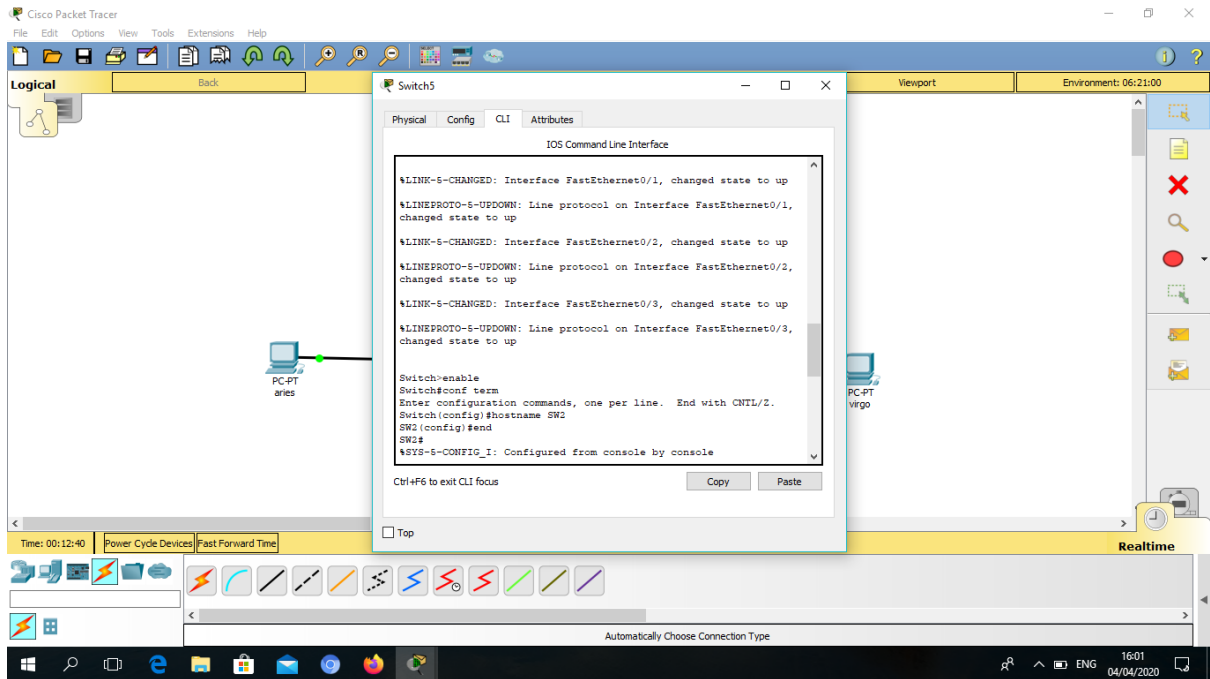 Cisco Packet Tracer
File Edit Options View Tools Extensions Help
Logical
Back
Viewport
Environment: 06:21:00
Switch5
Physical Config CLI Attributes
IOS Command Line Interface
%LINK-5-CHANGED: Interface FastEthernet0/1, changed state to up
%LINEPROTO-5-UPDOWN: Line protocol on Interface FastEthernet0/1,
changed state to up
%LINK-5-CHANGED: Interface FastEthernet0/2, changed state to up
%LINEPROTO-5-UPDOWN: Line protocol on Interface FastEthernet0/2,
changed state to up
%LINK-5-CHANGED: Interface FastEthernet0/3, changed state to up
%LINEPROTO-5-UPDOWN: Line protocol on Interface FastEthernet0/3,
changed state to up
Switch>enable
Switch#conf term
Enter configuration commands, one per line. End with CNTL/Z.
Switch(config)#hostname SW2
SW2(config)#end
SW2#
%SYS-5-CONFIG_I: Configured from console by console
Ctrl+F6 to exit CLI focus
Copy
Paste
Top
PC-PT
aries
PC-PT
virgo
Time: 00:12:40
Power Cycle Devices
Fast Forward Time
Realtime
Automatically Choose Connection Type
ENG
16:01
04/04/2020